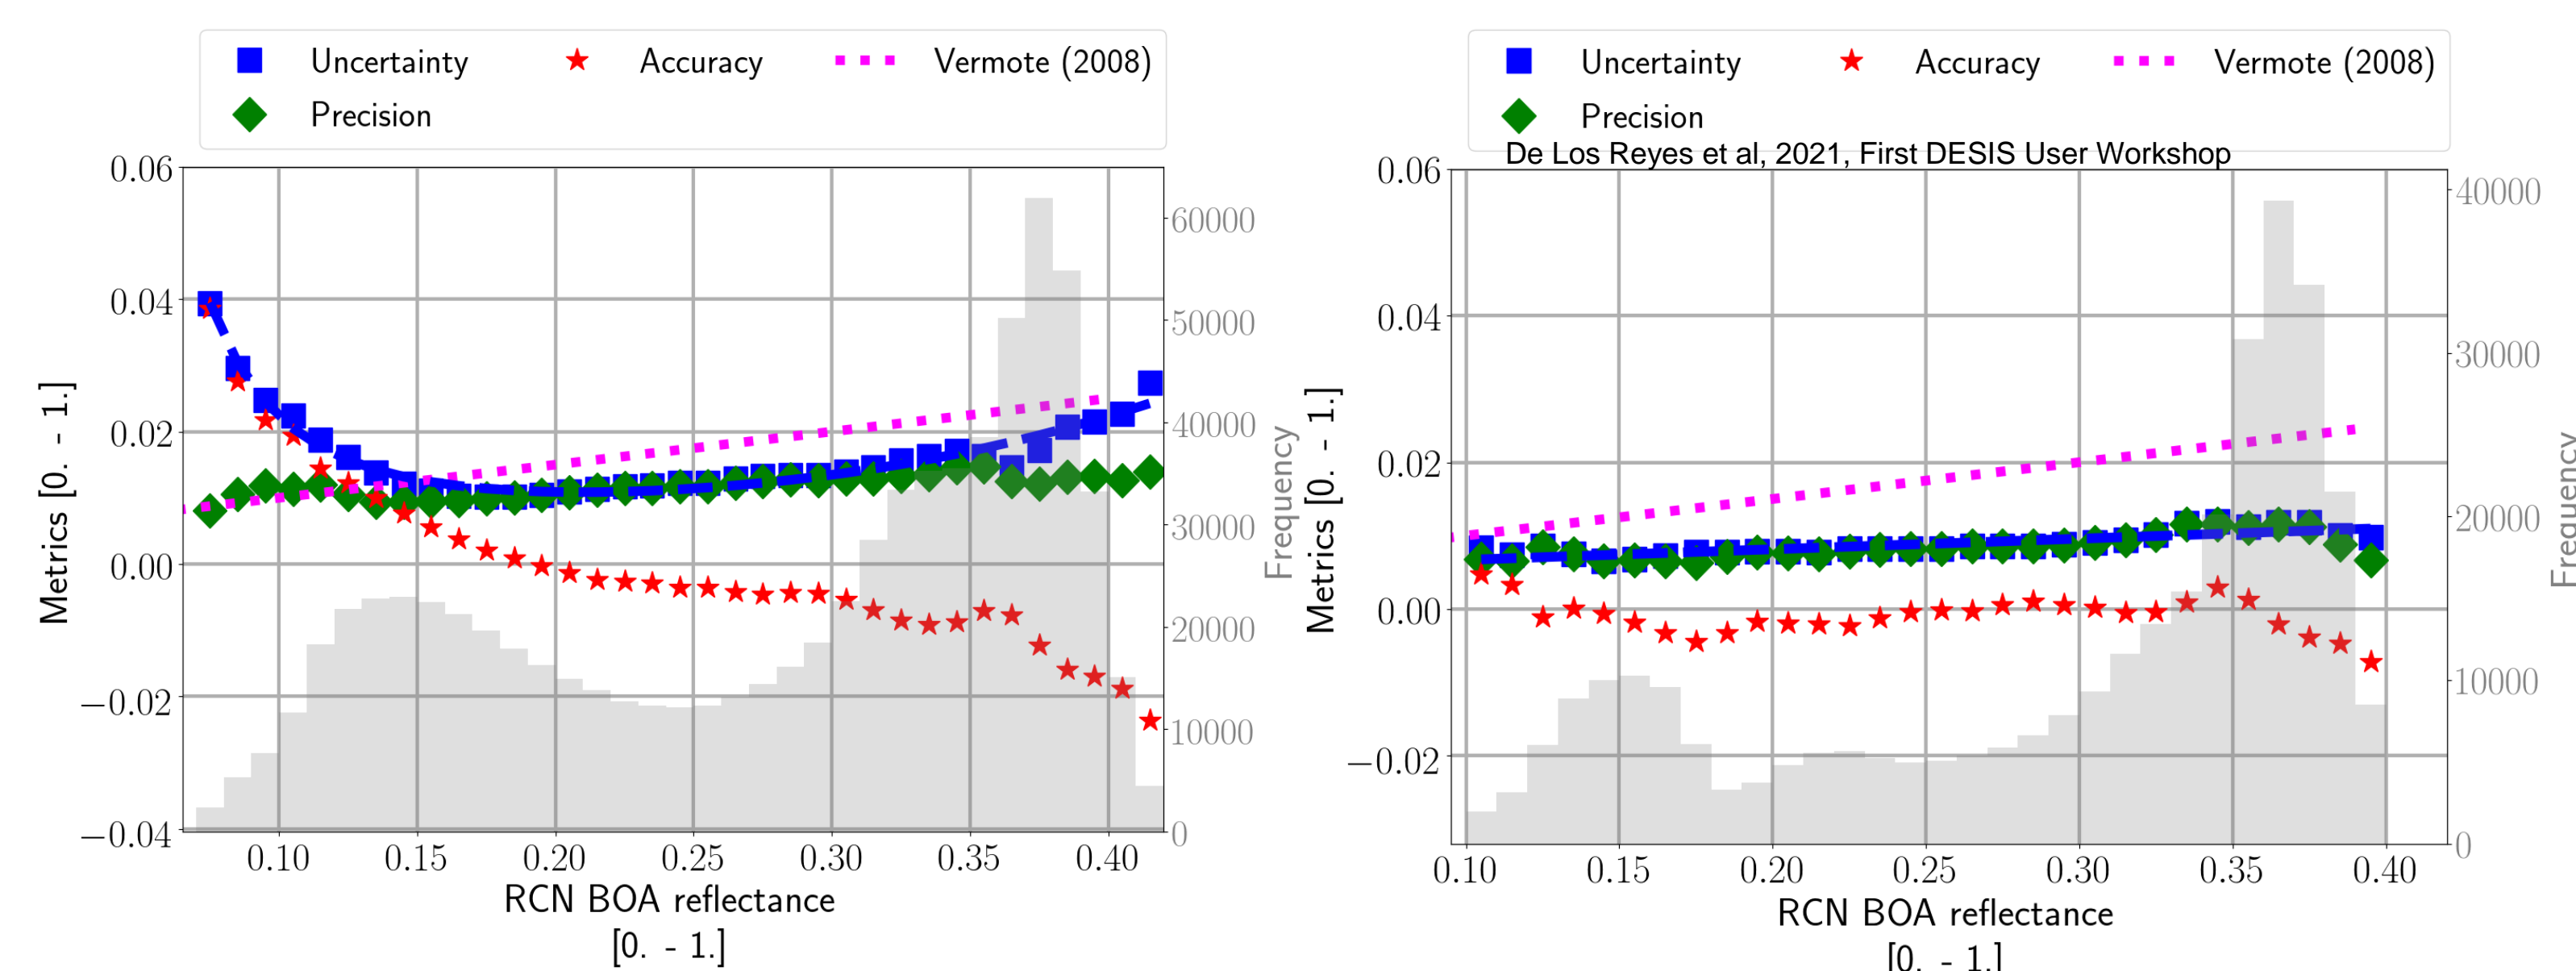 Uncertainty Accuracy Vermote (2008)
Precision
0.06
0.04
0.02
0.00
−0.02
−0.04
Metrics [0. - 1.]
60000
50000
40000
30000
20000
10000
0
Frequency
0.10 0.15 0.20 0.25 0.30 0.35 0.40
RCN BOA reflectance
[0. - 1.]
Uncertainty Accuracy Vermote (2008)
Precision
De Los Reyes et al, 2021, First DESIS User Workshop
0.06
0.04
0.02
0.00
−0.02
Metrics [0. - 1.]
40000
30000
20000
10000
0
Frequency
0.10 0.15 0.20 0.25 0.30 0.35 0.40
RCN BOA reflectance
[0. - 1.]